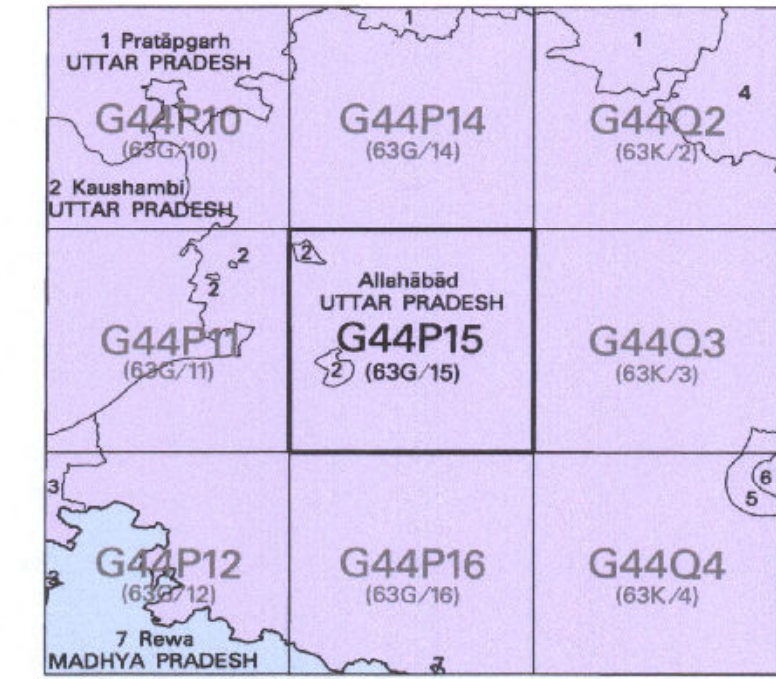 1 Pratāpgarh
UTTAR PRADESH
1
1
4
G44P10
(63G/10)
G44P14
(63G/14)
G44Q2
(63K/2)
2 Kaushambi
UTTAR PRADESH
2
2
2
Allahābād
UTTAR PRADESH
G44P11
(63G/11)
G44P15
2 (63G/15)
G44Q3
(63K/3)
3
6
5
G44P12
(63G/12)
G44P16
(63G/16)
G44Q4
(63K/4)
3
7 Rewa
MADHYA PRADESH
7